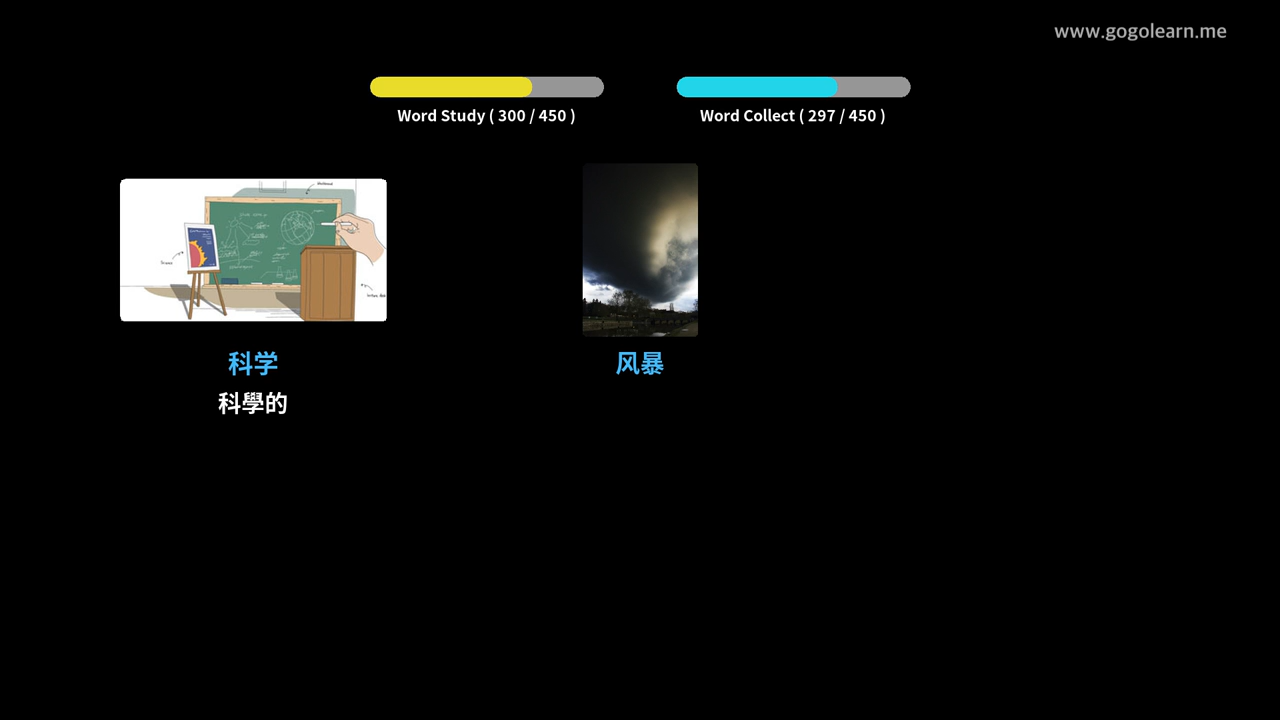 www.gogolearn.me
Word Study ( 300 / 450 )
Word Collect ( 297 / 450 )
科学
科學的
风暴